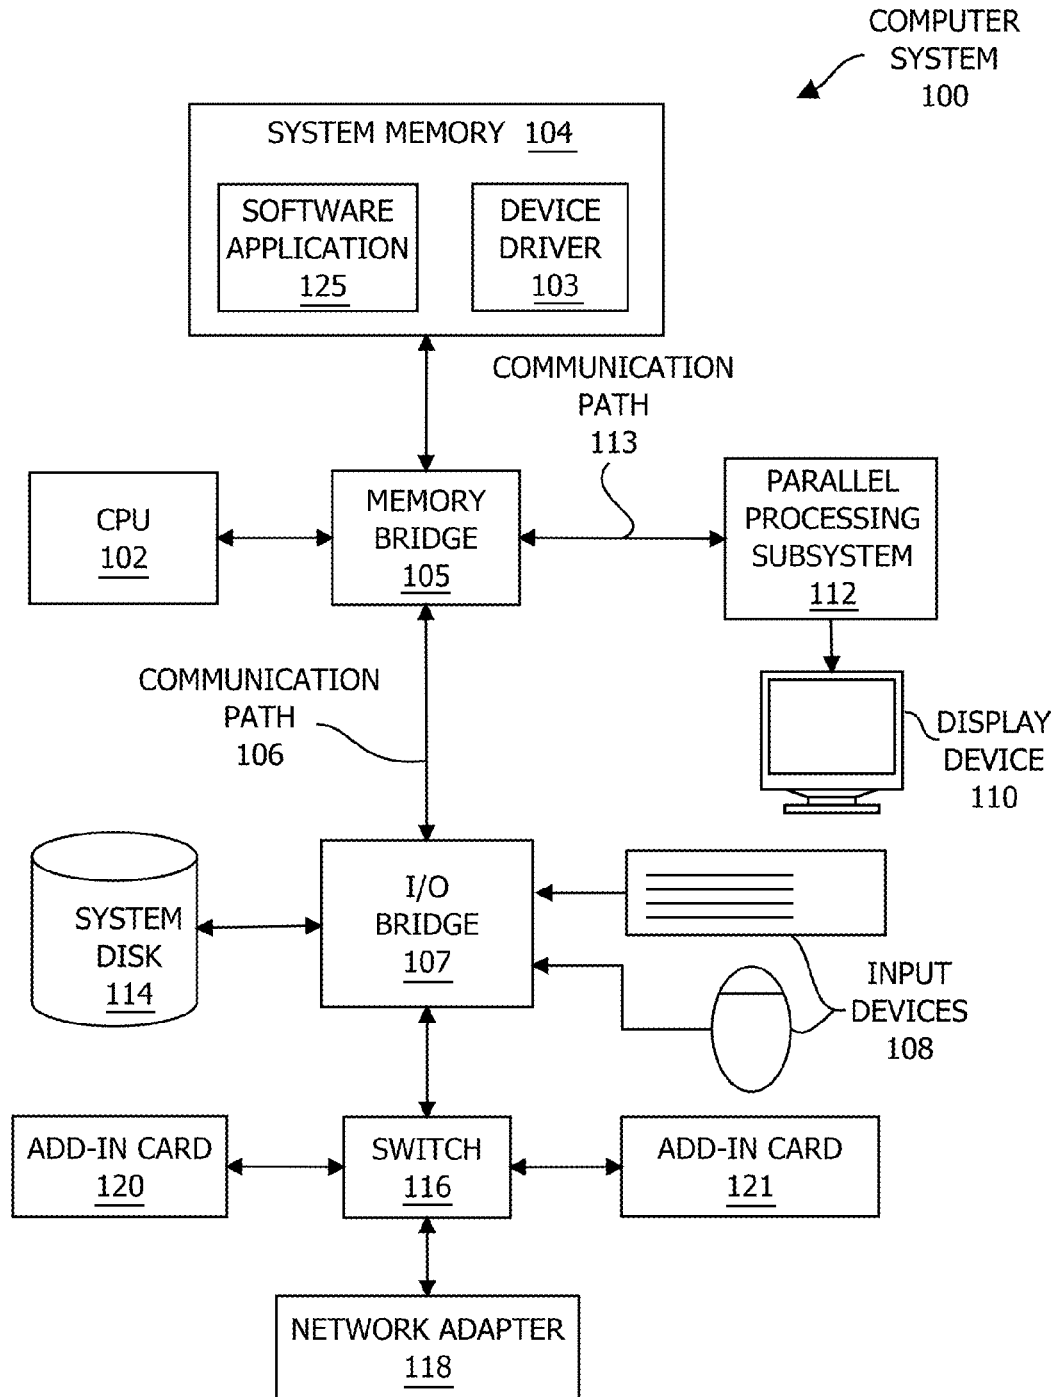 COMPUTER
SYSTEM
100
SYSTEM MEMORY 104
SOFTWARE
APPLICATION
125
DEVICE
DRIVER
103
COMMUNICATION
PATH
113
CPU
102
MEMORY
BRIDGE
105
PARALLEL
PROCESSING
SUBSYSTEM
112
COMMUNICATION
PATH
106
DISPLAY
DEVICE
110
SYSTEM
DISK
114
I/O
BRIDGE
107
INPUT
DEVICES
108
ADD-IN CARD
120
SWITCH
116
ADD-IN CARD
121
NETWORK ADAPTER
118